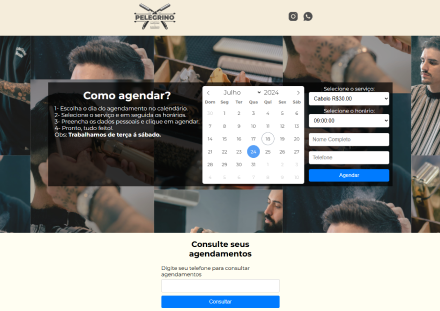 PELEGRINO
Como agendar?
1- Escolha o dia do agendamento no calendário.
2- Selecione o serviço e em seguida os horários.
3- Preencha os dados pessoais e clique em agendar.
4- Pronto, tudo feito!
Obs: Trabalhamos de terça á sábado.
Julho 2024
Dom Seg Ter Qua Qui Sex Sáb
30 1 2 3 4 5 6
7 8 9 10 11 12 13
14 15 16 17 18 19 20
21 22 23 24 25 26 27
28 29 30 31 1 2 3
4 5 6 7 8 9 10
Selecione o serviço:
Cabelo R$30:00
Selecione o horário:
09:00:00
Nome Completo
Telefone
Agendar
Consulte seus
agendamentos
Digite seu telefone para consultar
agendamentos
Consultar